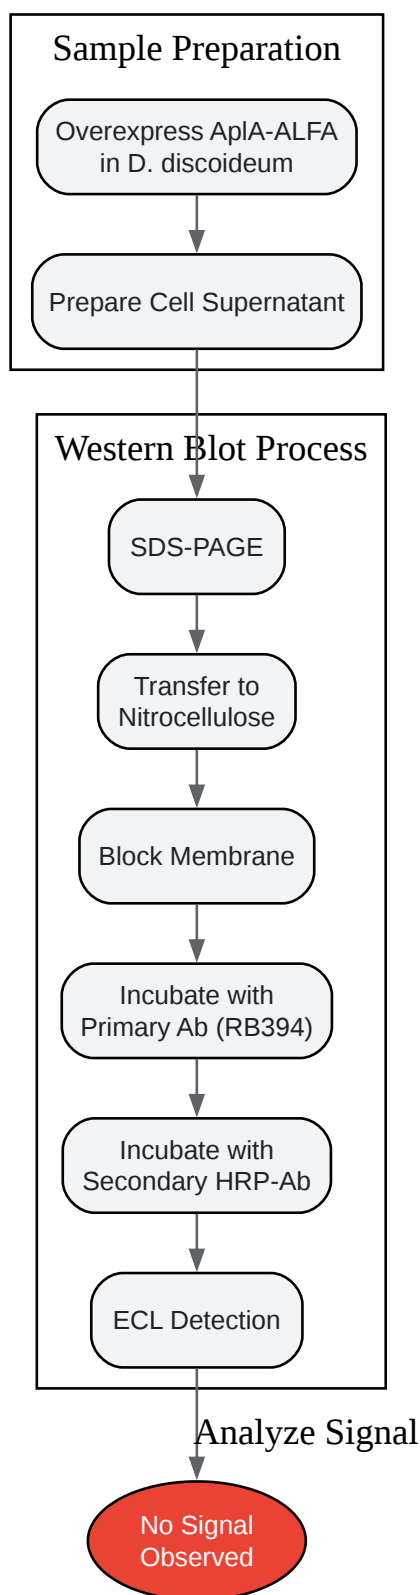 Sample Preparation
Overexpress AplA-ALFA
in D. discoideum
Prepare Cell Supernatant
Western Blot Process
SDS-PAGE
Transfer to
Nitrocellulose
Block Membrane
Incubate with
Primary Ab (RB394)
Incubate with
Secondary HRP-Ab
ECL Detection
Analyze Signal
No Signal
Observed